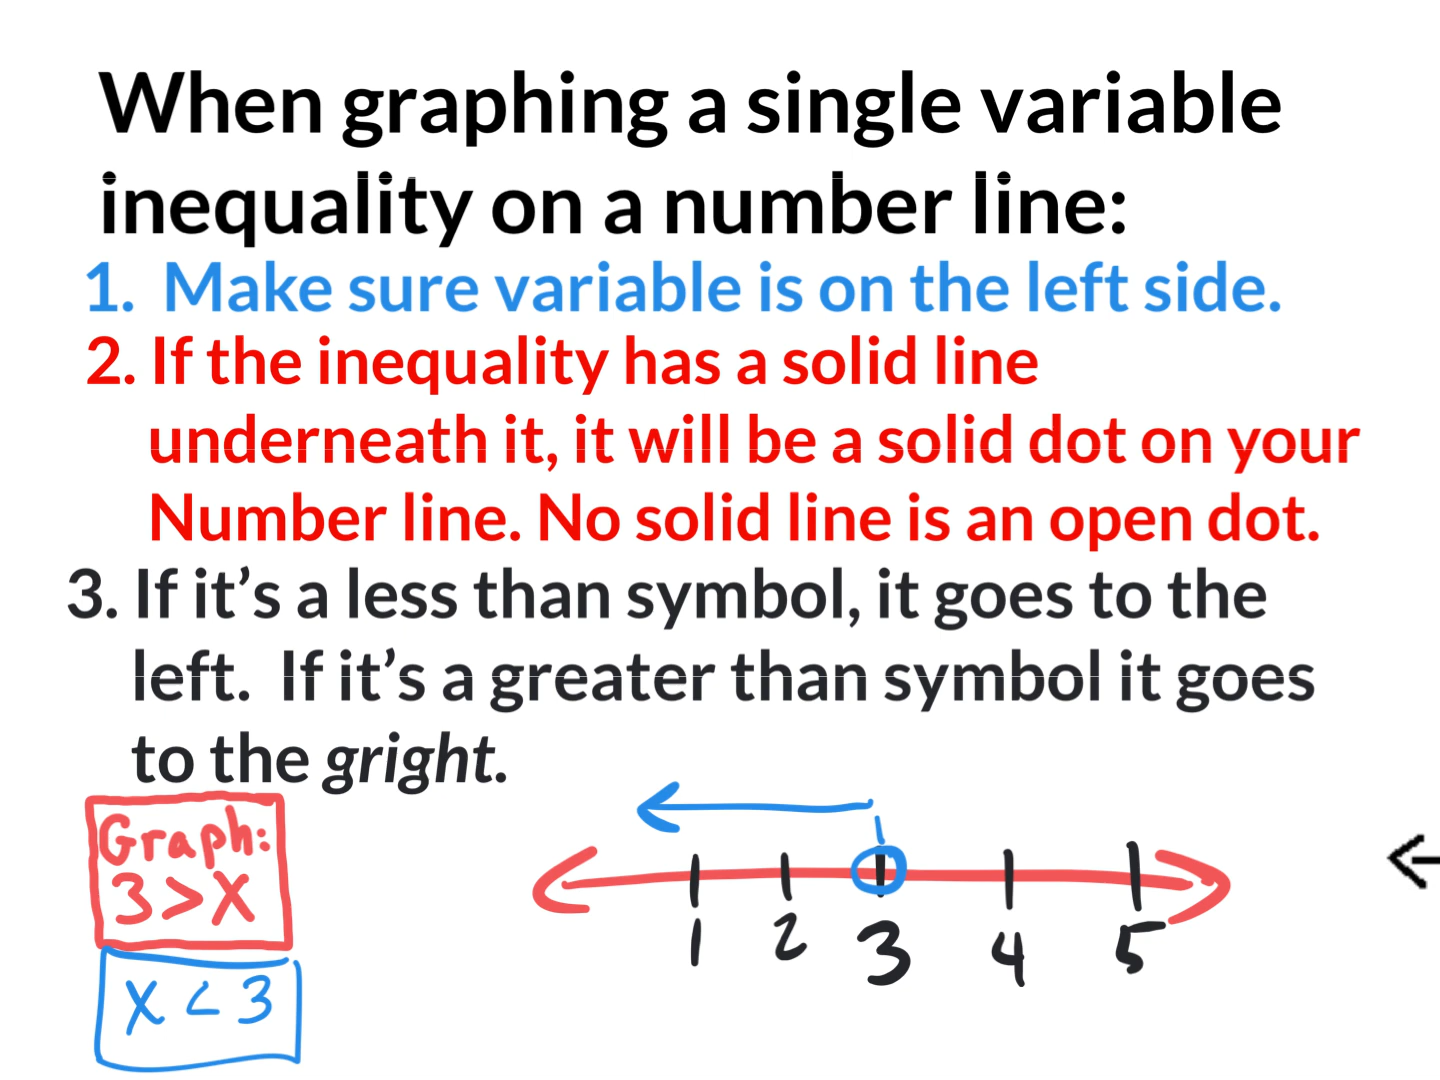 When graphing a single variable
inequality on a number line:
1. Make sure variable is on the left side.
2. If the inequality has a solid line
underneath it, it will be a solid dot on your
Number line. No solid line is an open dot.
3. If it’s a less than symbol, it goes to the
left. If it’s a greater than symbol it goes
to the gright.
Graph:
3 > X
X < 3
1 2 3 4 5